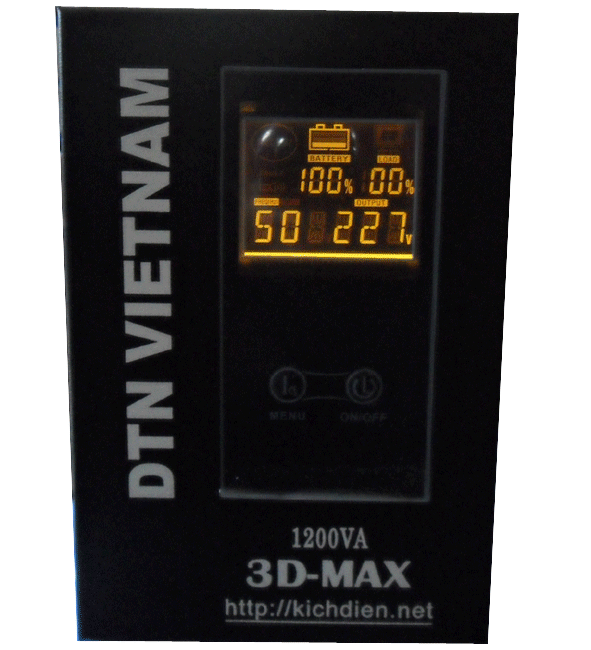 DTN VIETNAM
BATTERY LOAD
100% 00%
OUTPUT
50 227V
MENU ON/OFF
1200VA
3D-MAX
http://kichdien.net